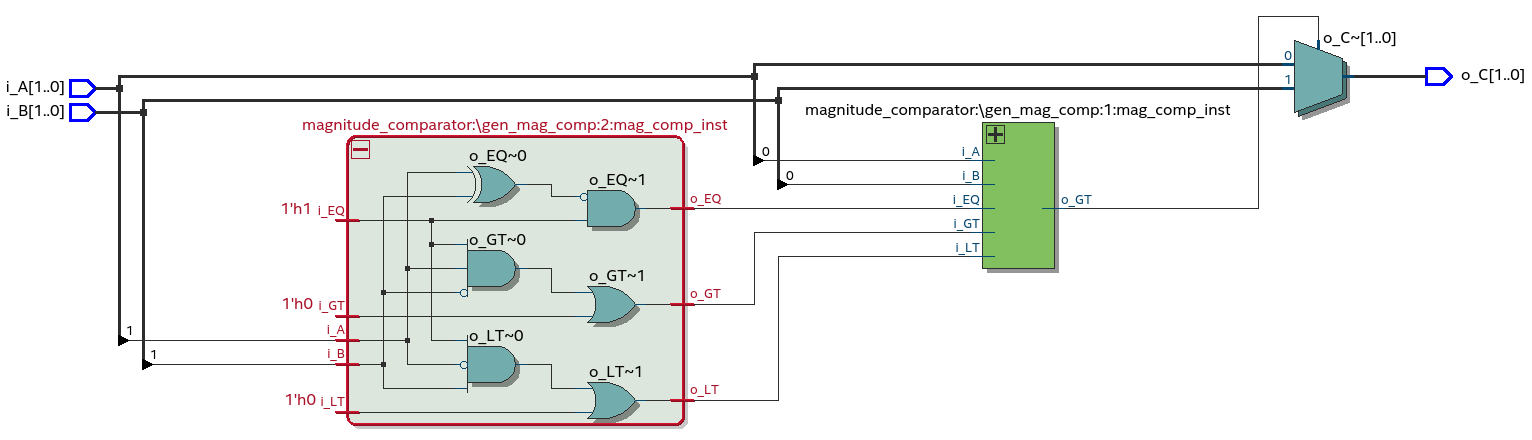 o_C~[1..0]
0
i_A[1..0]
1
o_C[1..0]
i_B[1..0]
magnitude_comparator:\gen_mag_comp:1:mag_comp_inst
magnitude_comparator:\gen_mag_comp:2:mag_comp_inst
o_EQ~0
0
i_A
o_EQ~1
0
i_B
1'h1 i_EQ
o_EQ
i_EQ
o_GT
o_GT~0
i_GT
i_LT
o_GT~1
1'h0 i_GT
o_GT
1
i_A
o_LT~0
1
i_B
o_LT~1
1'h0 i_LT
o_LT